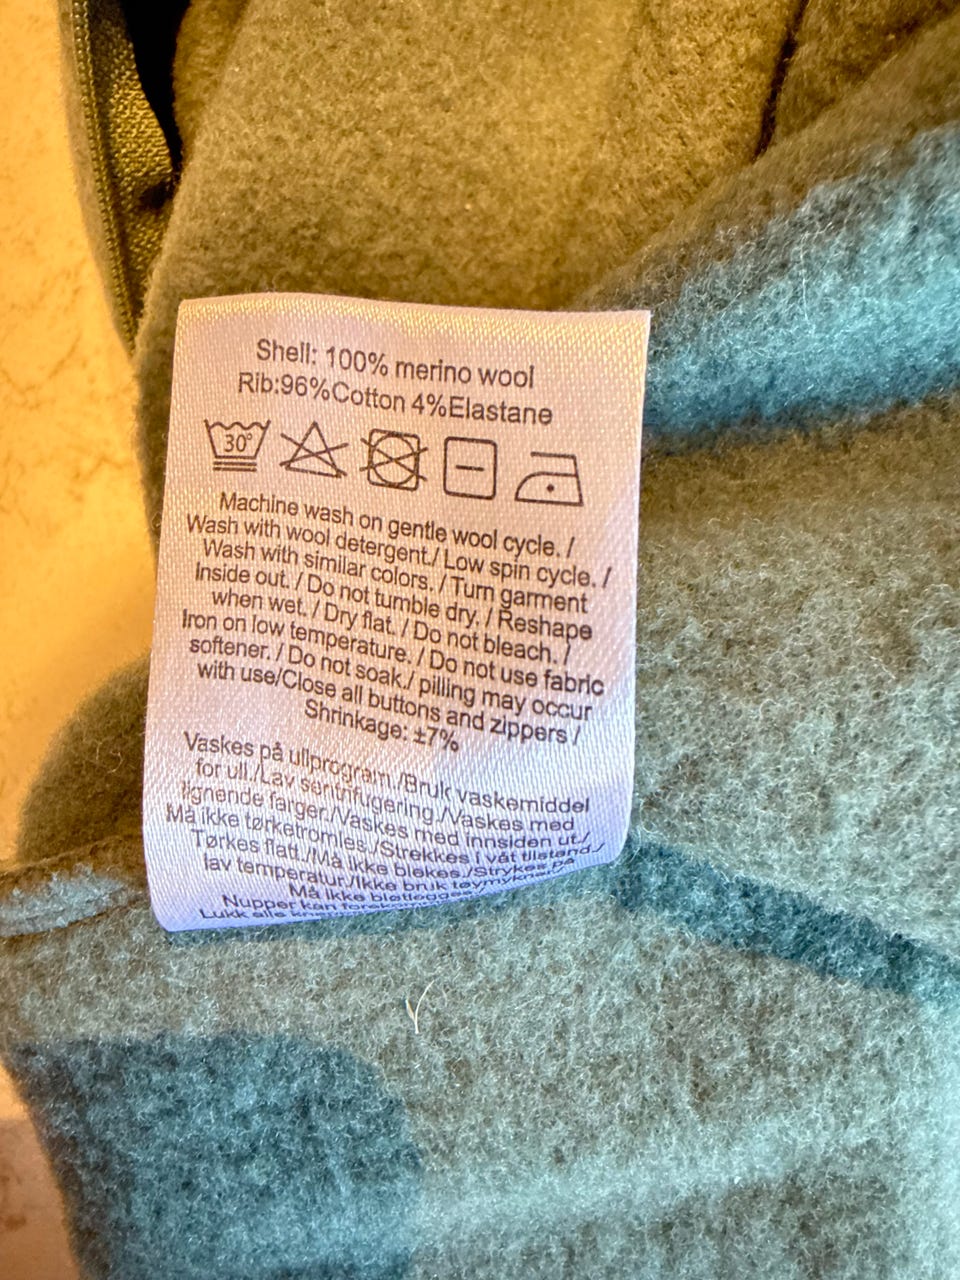 Shell: 100% merino wool
Rib:96%Cotton 4%Elastane
30°
Machine wash on gentle wool cycle. /
Wash with wool detergent./ Low spin cycle. /
Wash with similar colors. / Turn garment
Inside out. / Do not tumble dry. / Reshape
when wet. / Dry flat. / Do not bleach. /
Iron on low temperature. / Do not use fabric
softener. / Do not soak./ pilling may occur
with use/Close all buttons and zippers /
Shrinkage: ±7%
Vaskes på ullprogram./Bruk vaskemiddel
for ull./Lav sentrifugering./Vaskes med
lignende farger./Vaskes med innsiden ut./
Må ikke tørketromles./Strekkes i våt tilstand./
Tørkes flatt./Må ikke blekes./Strykes på
lav temperatur./Ikke bruk tøymykner/
Må ikke bløtlegges./
Nupper kan
Lukk alle